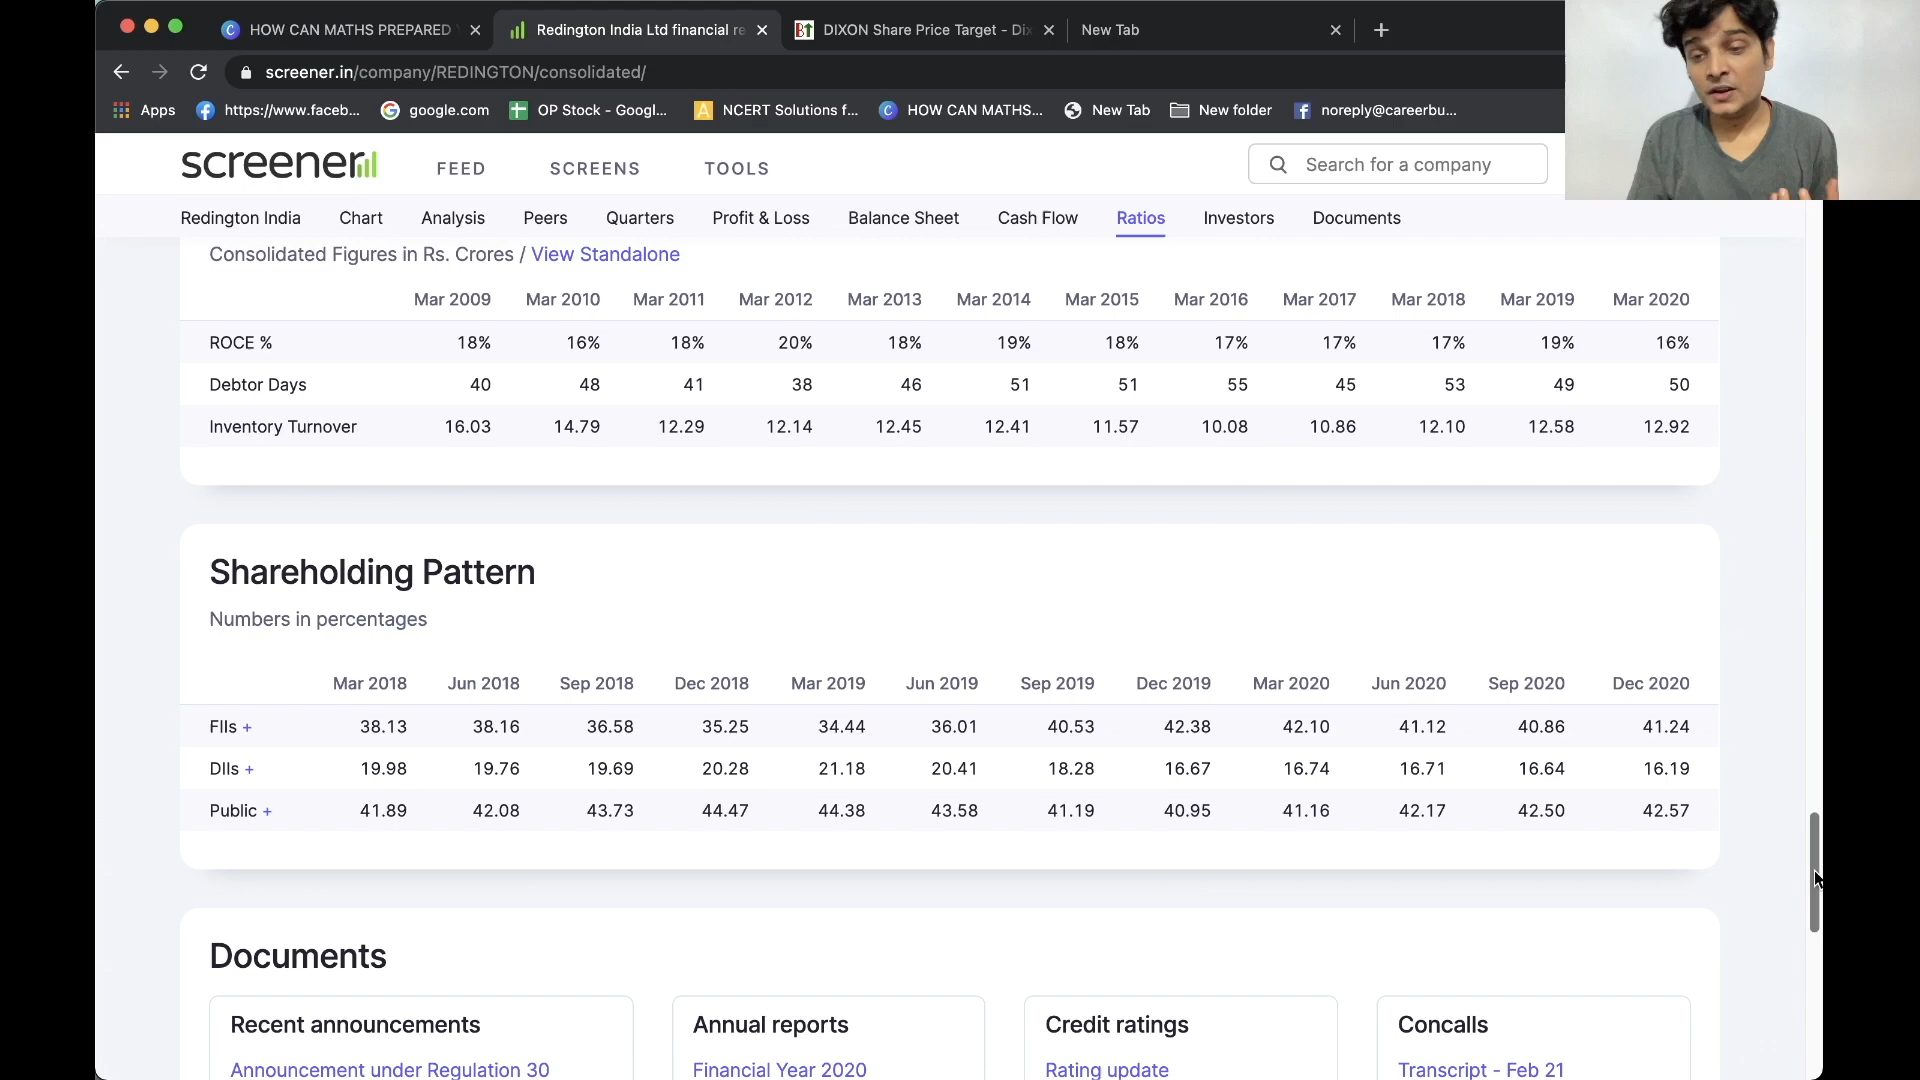 HOW CAN MATHS PREPARED
Redington India Ltd financial re
DIXON Share Price Target - Dix
New Tab
screener.in/company/REDINGTON/consolidated/
Apps
https://www.faceb...
google.com
OP Stock - Googl...
NCERT Solutions f...
HOW CAN MATHS...
New Tab
New folder
noreply@careerbu...
screener
FEED
SCREENS
TOOLS
Search for a company
Redington India Chart Analysis Peers Quarters Profit & Loss Balance Sheet Cash Flow Ratios Investors Documents
Consolidated Figures in Rs. Crores / View Standalone
Mar 2009 Mar 2010 Mar 2011 Mar 2012 Mar 2013 Mar 2014 Mar 2015 Mar 2016 Mar 2017 Mar 2018 Mar 2019 Mar 2020
ROCE % 18% 16% 18% 20% 18% 19% 18% 17% 17% 17% 19% 16%
Debtor Days 40 48 41 38 46 51 51 55 45 53 49 50
Inventory Turnover 16.03 14.79 12.29 12.14 12.45 12.41 11.57 10.08 10.86 12.10 12.58 12.92
Shareholding Pattern
Numbers in percentages
Mar 2018 Jun 2018 Sep 2018 Dec 2018 Mar 2019 Jun 2019 Sep 2019 Dec 2019 Mar 2020 Jun 2020 Sep 2020 Dec 2020
FIIs + 38.13 38.16 36.58 35.25 34.44 36.01 40.53 42.38 42.10 41.12 40.86 41.24
DIIs + 19.98 19.76 19.69 20.28 21.18 20.41 18.28 16.67 16.74 16.71 16.64 16.19
Public + 41.89 42.08 43.73 44.47 44.38 43.58 41.19 40.95 41.16 42.17 42.50 42.57
Documents
Recent announcements
Announcement under Regulation 30
Annual reports
Financial Year 2020
Credit ratings
Rating update
Concalls
Transcript - Feb 21